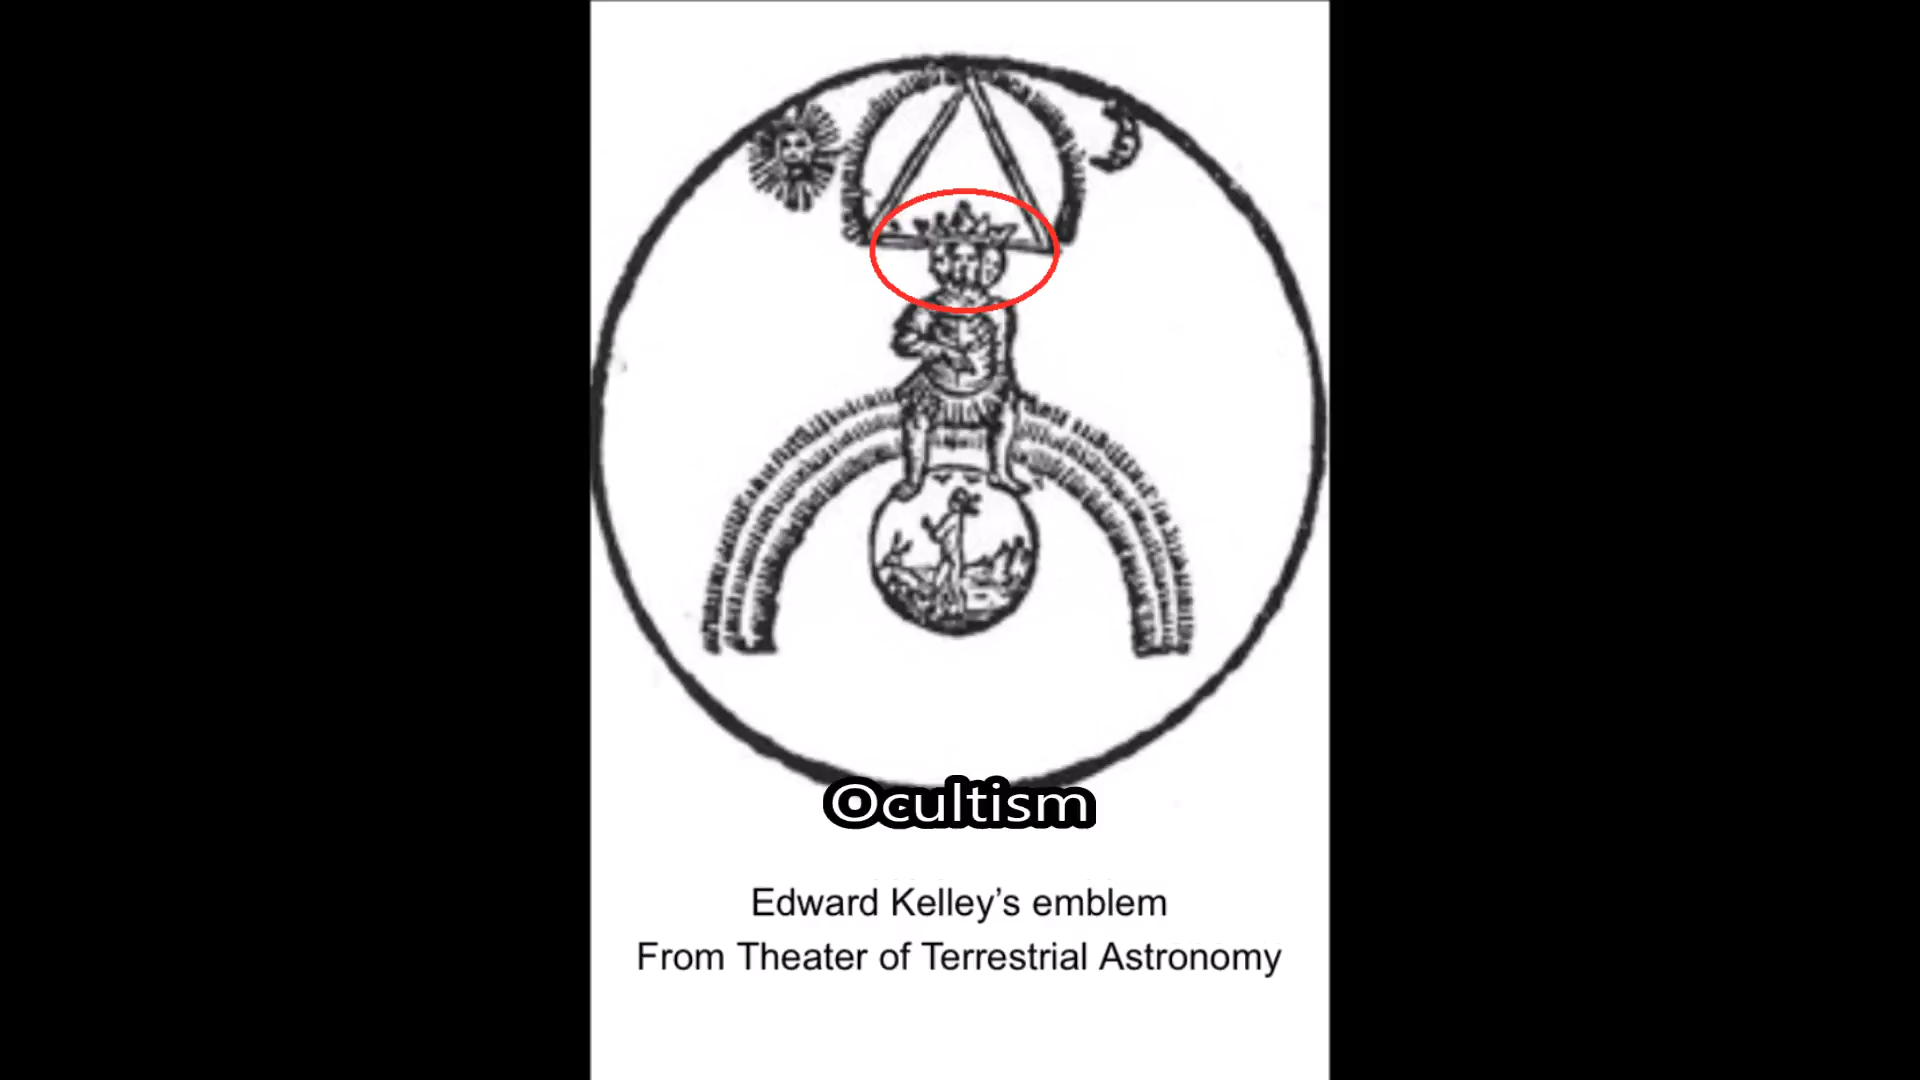 Ocultism
Edward Kelley’s emblem
From Theater of Terrestrial Astronomy